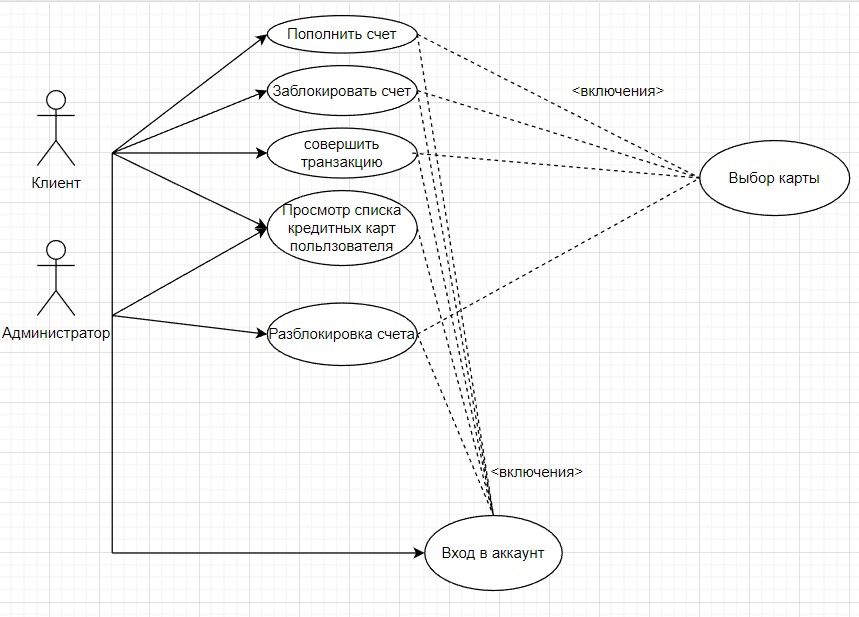 Пополнить счет
Заблокировать счет
<включения>
совершить
транзакцию
Выбор карты
Клиент
Просмотр списка
кредитных карт
польлзователя
Администратор
Разблокировка счета
<включения>
Вход в аккаунт